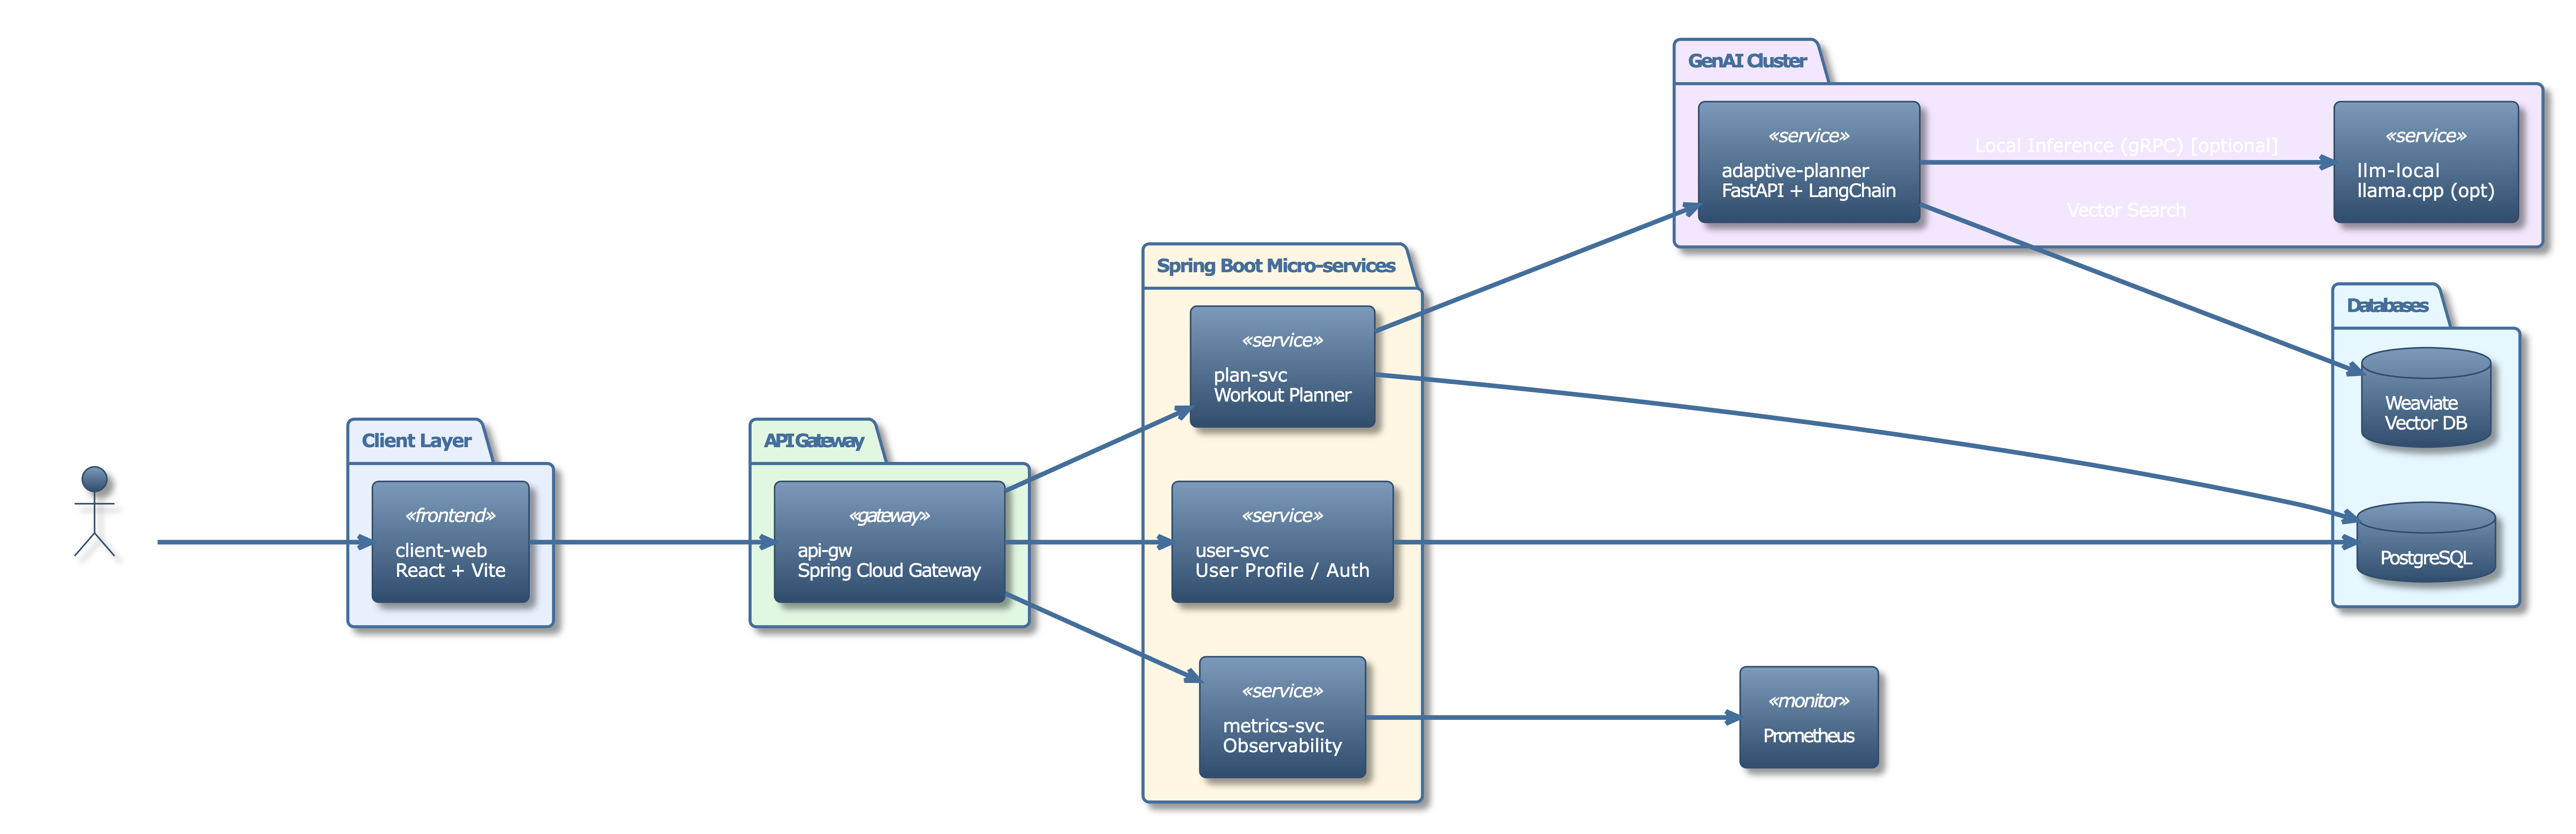 GenAI Cluster
«service»
adaptive-planner
FastAPI + LangChain
Local Inference (gRPC) [optional]
Vector Search
«service»
llm-local
llama.cpp (opt)
Spring Boot Micro-services
«service»
plan-svc
Workout Planner
Databases
Weaviate
Vector DB
Client Layer
«frontend»
client-web
React + Vite
API Gateway
«gateway»
api-gw
Spring Cloud Gateway
«service»
user-svc
User Profile / Auth
PostgreSQL
«service»
metrics-svc
Observability
«monitor»
Prometheus